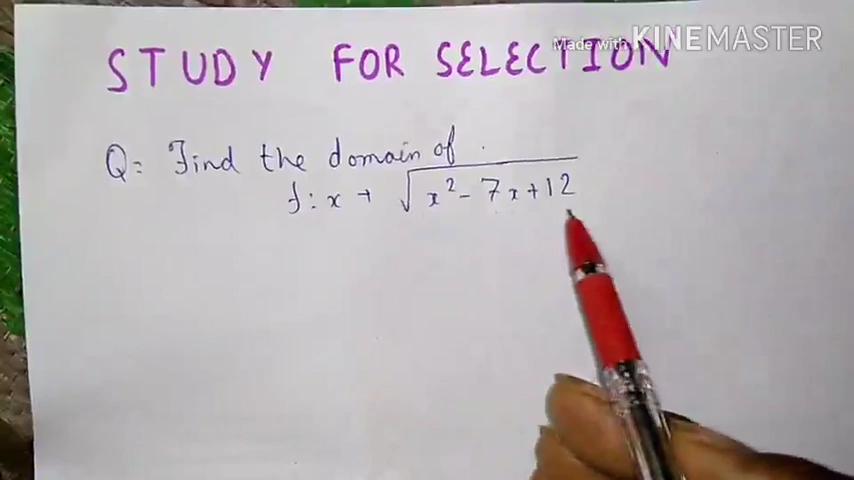 STUDY FOR SELECTION
Made with KINEMASTER
Q= Find the domain of
f: x → √x² - 7x + 12